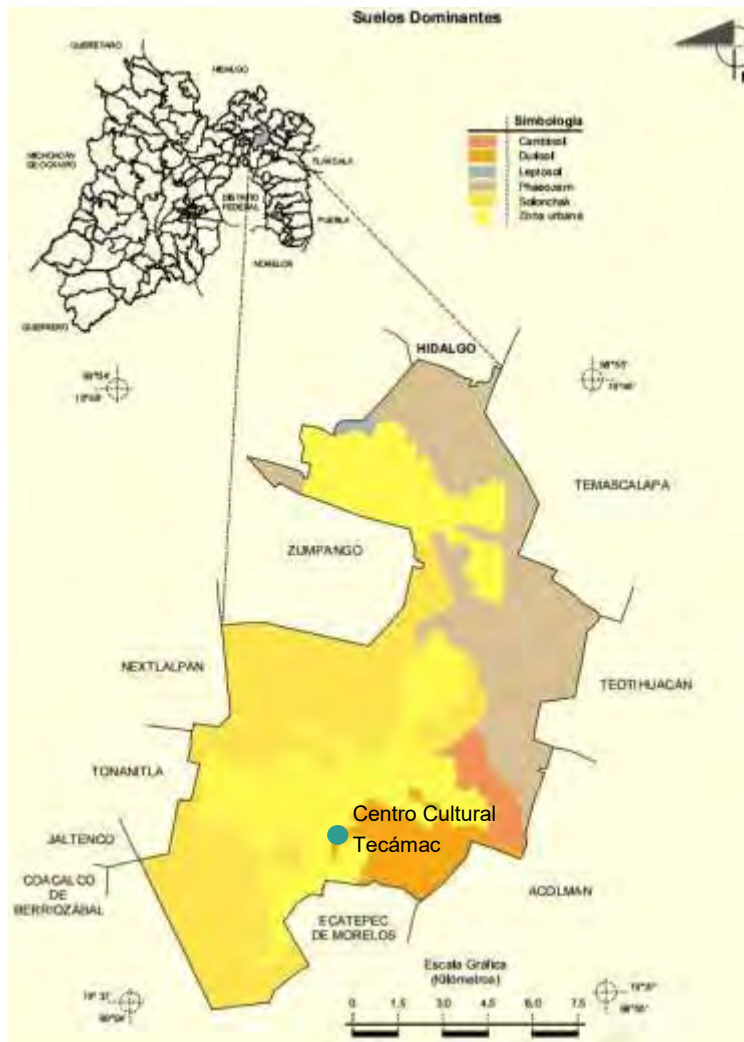 Suelos Dominantes
QUERÉTARO
HIDALGO
MICHOACÁN
DE OCAMPO
TLAXCALA
DISTRITO
FEDERAL
PUEBLA
MORELOS
GUERRERO
Simbología
Cambisol
Durisol
Leptosol
Phaeozem
Solonchak
Zona urbana
HIDALGO
TEMASCALAPA
ZUMPANGO
NEXTLALPAN
TEOTIHUACÁN
TONANITLA
Centro Cultural
Tecámac
JALTENCO
COACALCO
DE
BERRIOZÁBAL
ACOLMAN
ECATEPEC
DE MORELOS
Escala Gráfica
(Kilómetros)
0. 1.5 3.0 4.5 6.0 7.5